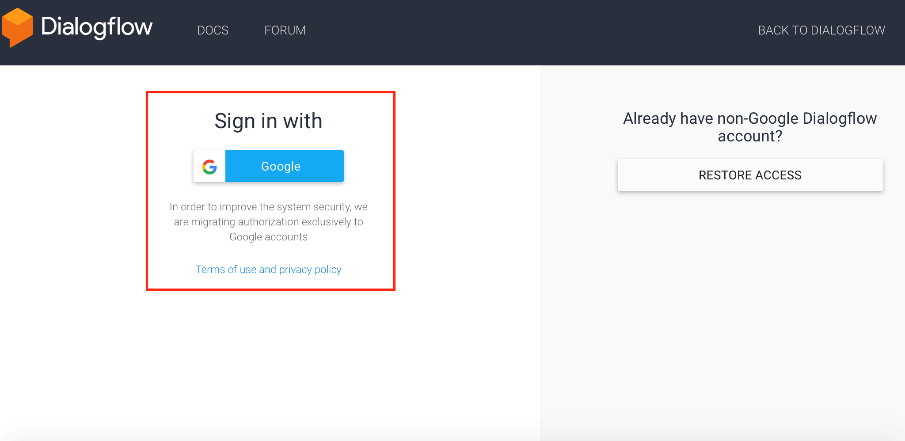 Dialogflow
DOCS
FORUM
BACK TO DIALOGFLOW
Sign in with
Google
In order to improve the system security, we
are migrating authorization exclusively to
Google accounts
Terms of use and privacy policy
Already have non-Google Dialogflow
account?
RESTORE ACCESS